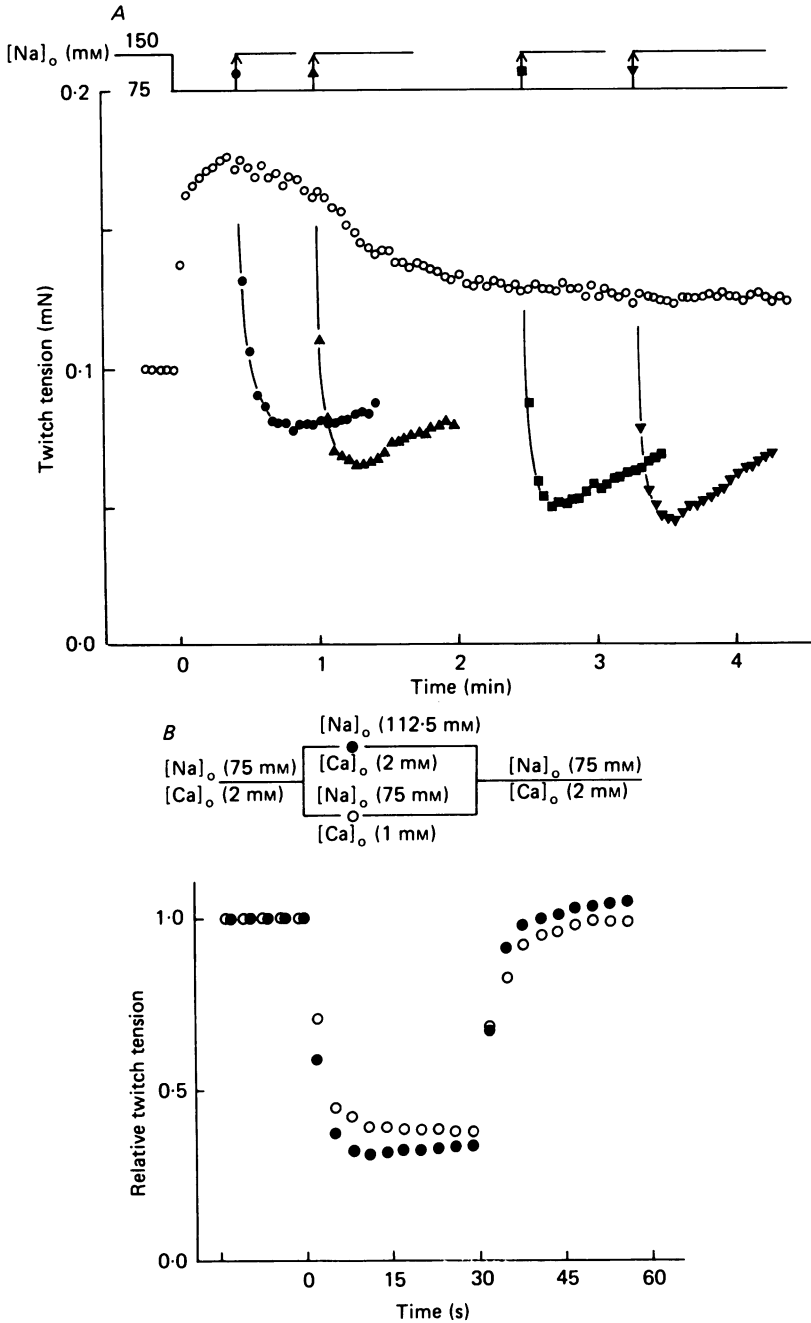 A
[Na]o (mM)
150
75
0·2
0·1
0·0
Twitch tension (mN)
0 1 2 3 4
Time (min)
B
[Na]o (112·5 mM)
[Na]o (75 mM) [Ca]o (2 mM) [Na]o (75 mM)
[Ca]o (2 mM) [Na]o (75 mM) [Ca]o (2 mM)
[Ca]o (1 mM)
1·0
0·5
0·0
Relative twitch tension
0 15 30 45 60
Time (s)